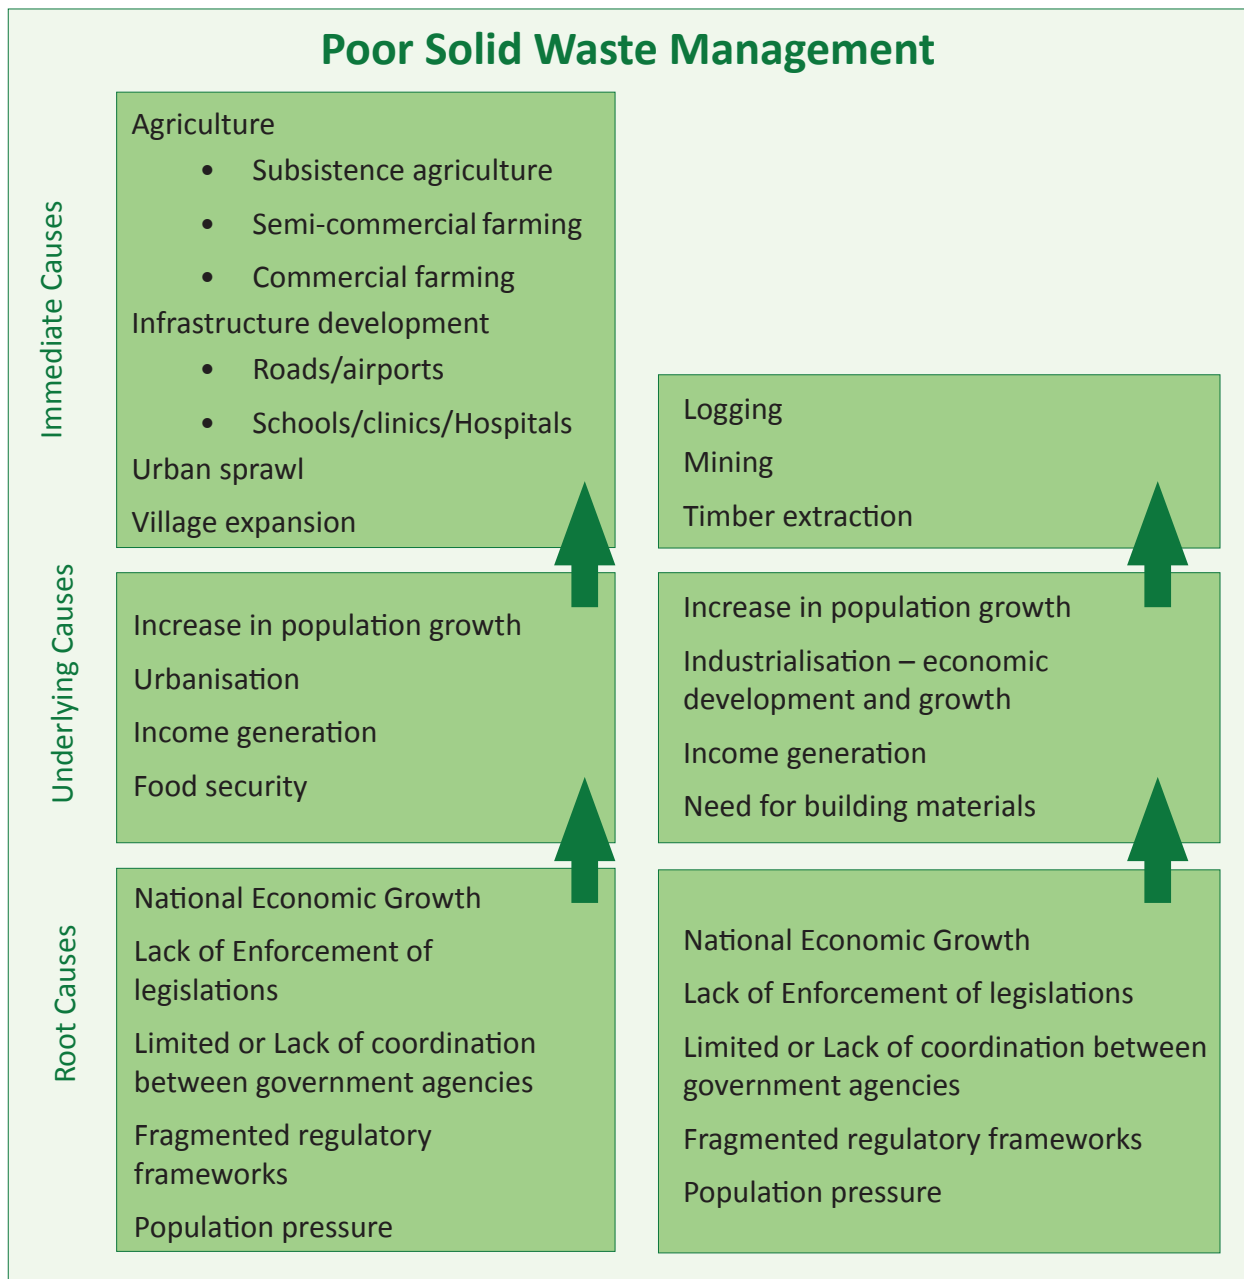 Poor Solid Waste Management
Immediate Causes
Agriculture
• Subsistence agriculture
• Semi-commercial farming
• Commercial farming
Infrastructure development
• Roads/airports
• Schools/clinics/Hospitals
Urban sprawl
Village expansion
Logging
Mining
Timber extraction
Underlying Causes
Increase in population growth
Urbanisation
Income generation
Food security
Increase in population growth
Industrialisation – economic
development and growth
Income generation
Need for building materials
Root Causes
National Economic Growth
Lack of Enforcement of
legislations
Limited or Lack of coordination
between government agencies
Fragmented regulatory
frameworks
Population pressure
National Economic Growth
Lack of Enforcement of legislations
Limited or Lack of coordination between
government agencies
Fragmented regulatory frameworks
Population pressure